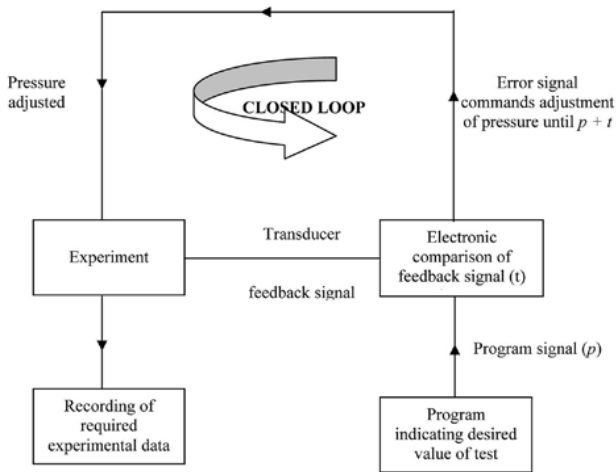 Pressure
adjusted
CLOSED LOOP
Error signal
commands adjustment
of pressure until p + t
Experiment
Transducer
feedback signal
Electronic
comparison of
feedback signal (t)
Program signal (p)
Recording of
required
experimental data
Program
indicating desired
value of test